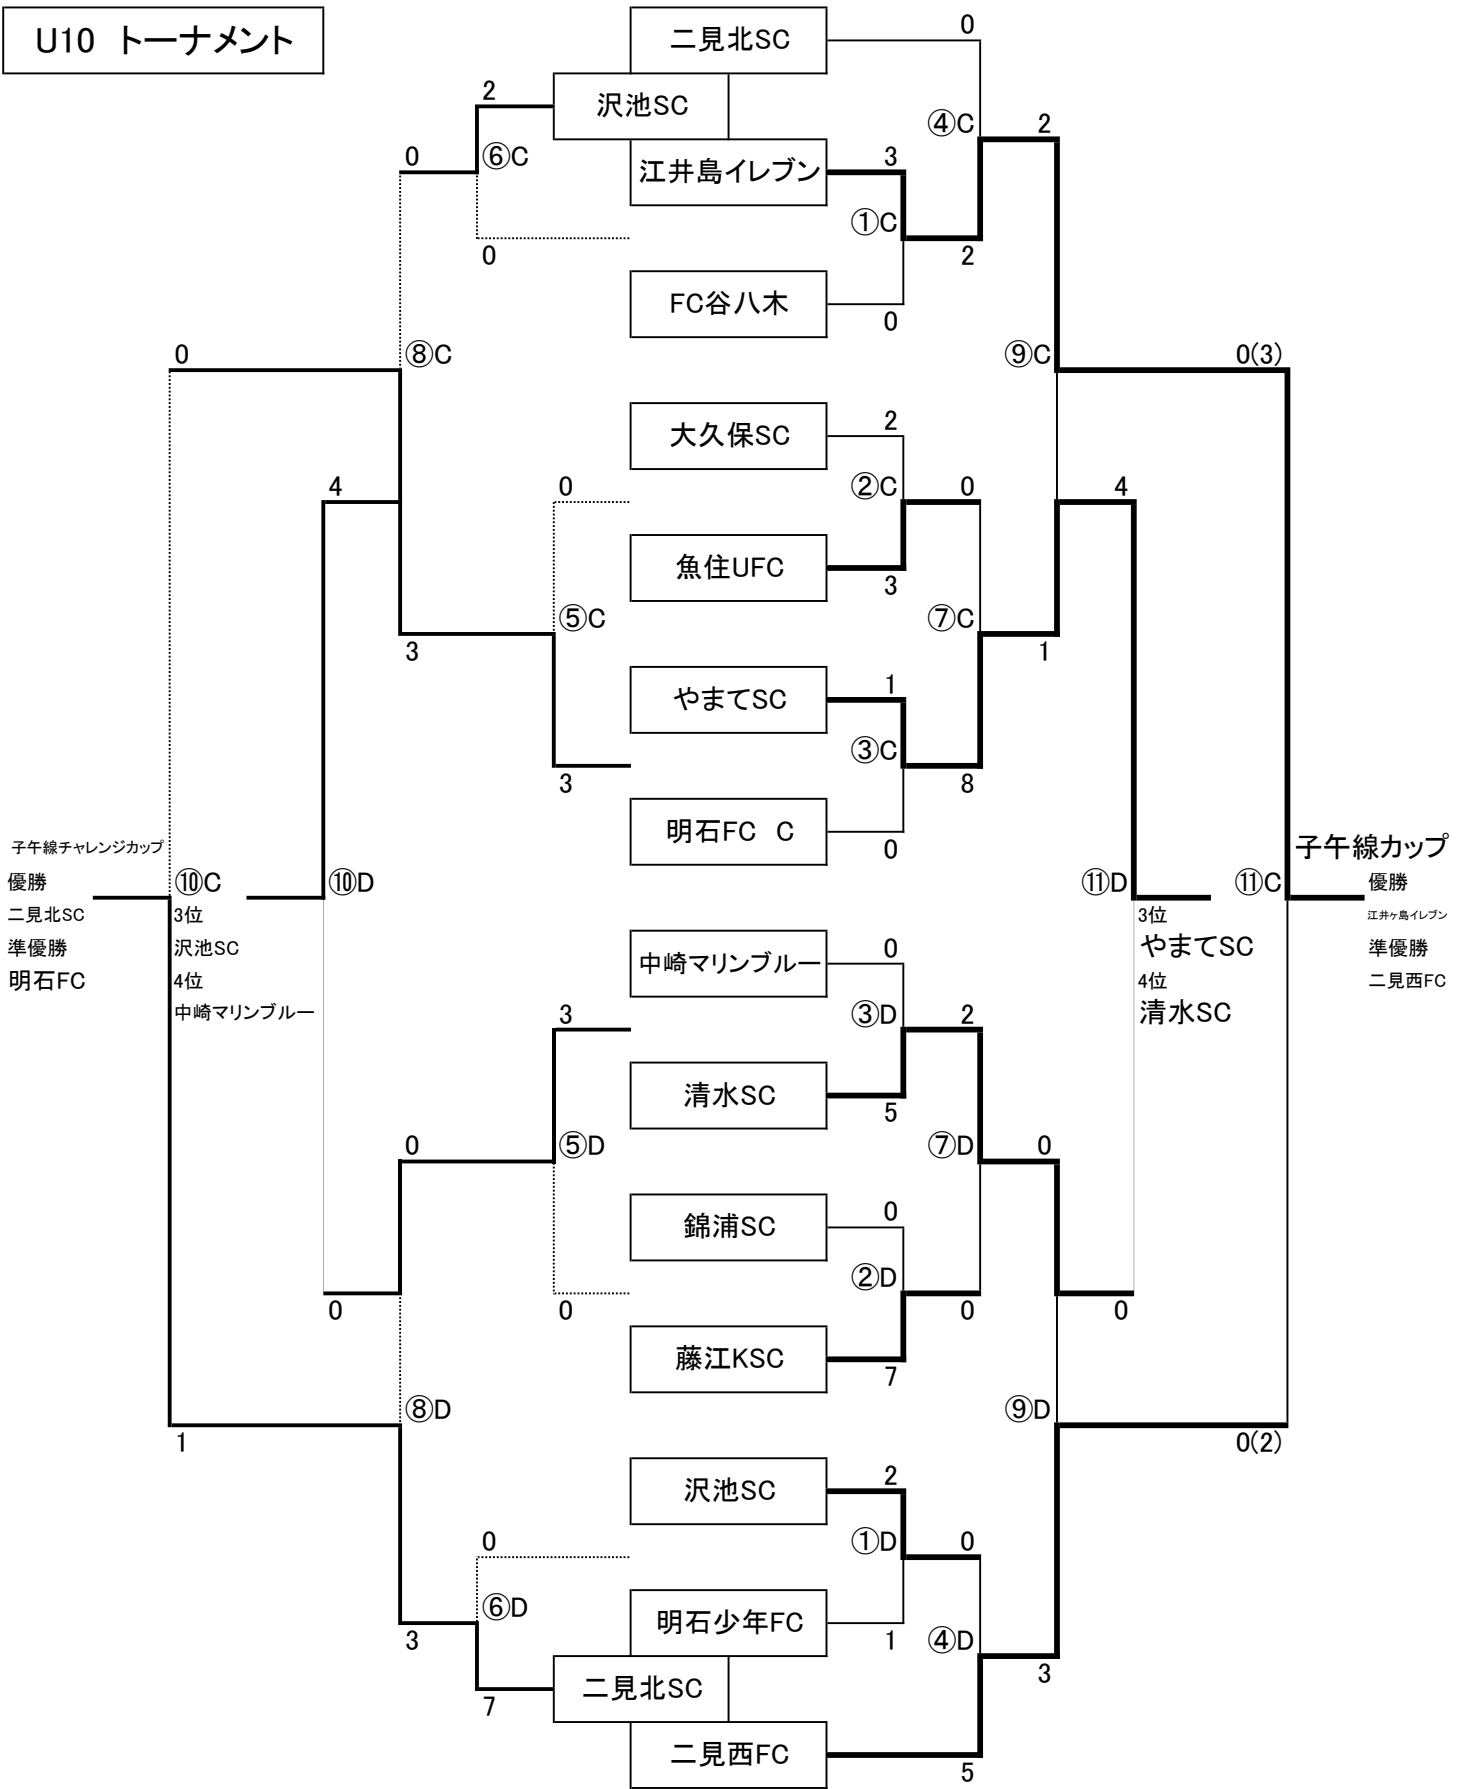 U10 トーナメント
二見北SC
0
2
沢池SC
④C
2
0
⑥C
江井島イレブン
3
①C
0
2
FC谷八木
0
0
⑧C
⑨C
0(3)
大久保SC
2
4
0
②C
0
4
魚住UFC
3
⑤C
⑦C
3
1
やまてSC
1
③C
3
8
明石FC C
0
子午線チャレンジカップ
子午線カップ
優勝
⑩C
⑩D
⑪D
⑪C
優勝
二見北SC
3位
3位
江井ヶ島イレブン
準優勝
沢池SC
やまてSC
準優勝
明石FC
4位
4位
二見西FC
中崎マリンブルー
清水SC
中崎マリンブルー
0
3
③D
2
清水SC
5
0
⑤D
⑦D
0
錦浦SC
0
②D
0
0
0
0
藤江KSC
7
⑧D
⑨D
1
0(2)
沢池SC
2
0
①D
0
⑥D
明石少年FC
3
1
④D
3
二見北SC
7
二見西FC
5